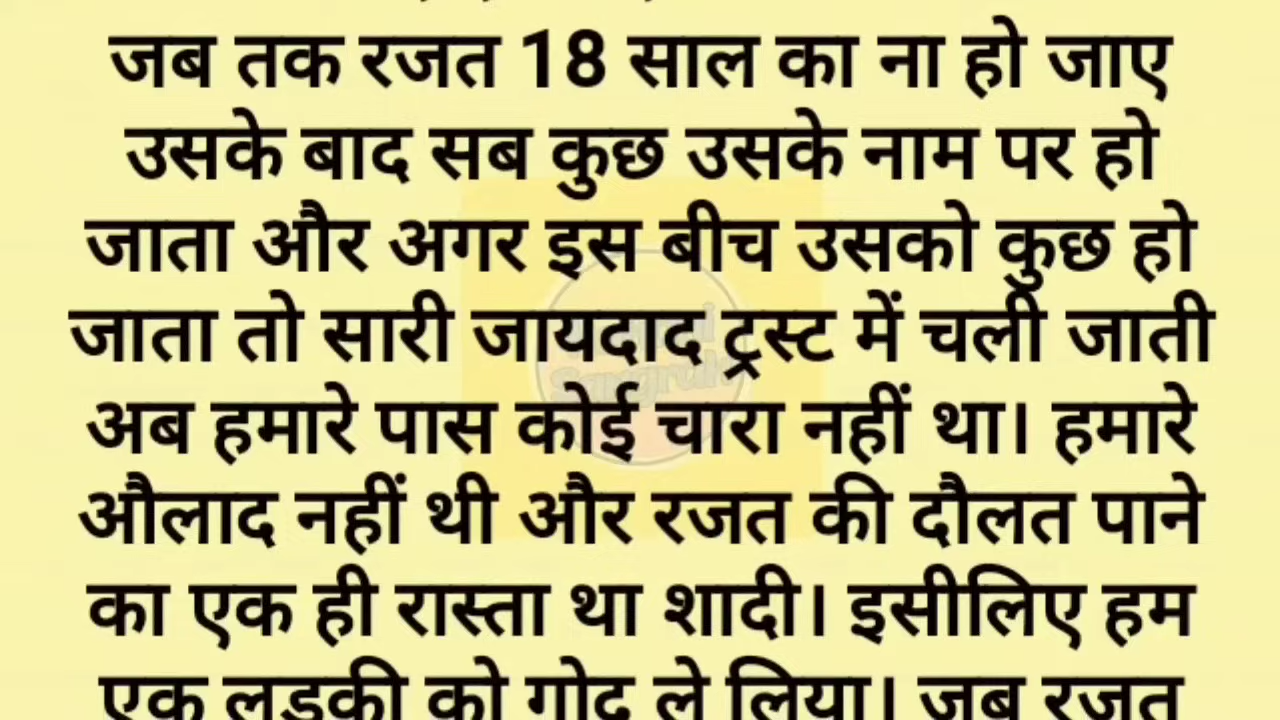 जब तक रजत 18 साल का ना हो जाए
उसके बाद सब कुछ उसके नाम पर हो
जाता और अगर इस बीच उसको कुछ हो
जाता तो सारी जायदाद ट्रस्ट में चली जाती
अब हमारे पास कोई चारा नहीं था। हमारे
औलाद नहीं थी और रजत की दौलत पाने
का एक ही रास्ता था शादी। इसीलिए हम
एक लड़की को गोद ले लिया। जब रजत